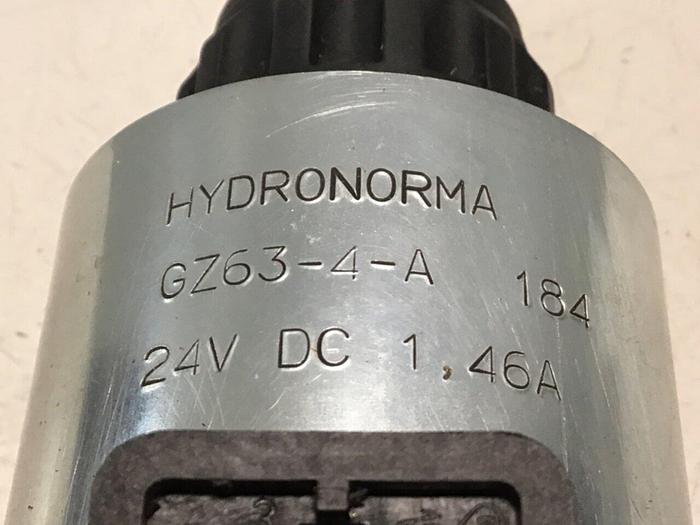 HYDRONORMA
GZ63-4-A 184
24V DC 1,46A